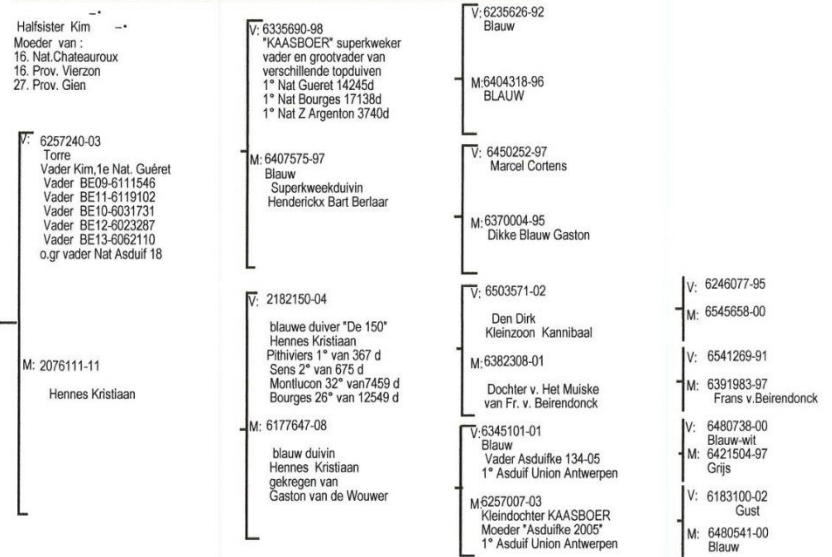 Halfsister Kim
Moeder van :
16. Nat.Chateauroux
16. Prov. Vierzon
27. Prov. Gien
V: 6257240-03
Torre
Vader Kim,1e Nat. Guéret
Vader BE09-6111546
Vader BE11-6119102
Vader BE10-6031731
Vader BE12-6023287
Vader BE13-6062110
o.gr vader Nat Asduif 18
M: 2076111-11
Hennes Kristiaan
V: 6335690-98
"KAASBOER" superkweker
vader en grootvader van
verschillende topduiven
1° Nat Gueret 14245d
1° Nat Bourges 17138d
1° Nat Z Argenton 3740d
M: 6407575-97
Blauw
Superkweekduivin
Henderickx Bart Berlaar
V: 2182150-04
blauwe duiver "De 150"
Hennes Kristiaan
Pithiviers 1° van 367 d
Sens 2° van 675 d
Montlucon 32° van7459 d
Bourges 26° van 12549 d
M: 6177647-08
blauw duivin
Hennes Kristiaan
gekregen van
Gaston van de Wouwer
V: 6235626-92
Blauw
M:6404318-96
BLAUW
V: 6450252-97
Marcel Cortens
M: 6370004-95
Dikke Blauw Gaston
V: 6503571-02
Den Dirk
Kleinzoon Kannibaal
M:6382308-01
Dochter v. Het Muiske
van Fr. v. Beirendonck
V:6345101-01
Blauw
Vader Asduifke 134-05
1° Asduif Union Antwerpen
M:6257007-03
Kleindochter KAASBOER
Moeder "Asduifke 2005"
1° Asduif Union Antwerpen
V: 6246077-95
M: 6545658-00
V: 6541269-91
M: 6391983-97
Frans v.Beirendonck
V: 6480738-00
Blauw-wit
M: 6421504-97
Grijs
V: 6183100-02
Gust
M: 6480541-00
Blauw